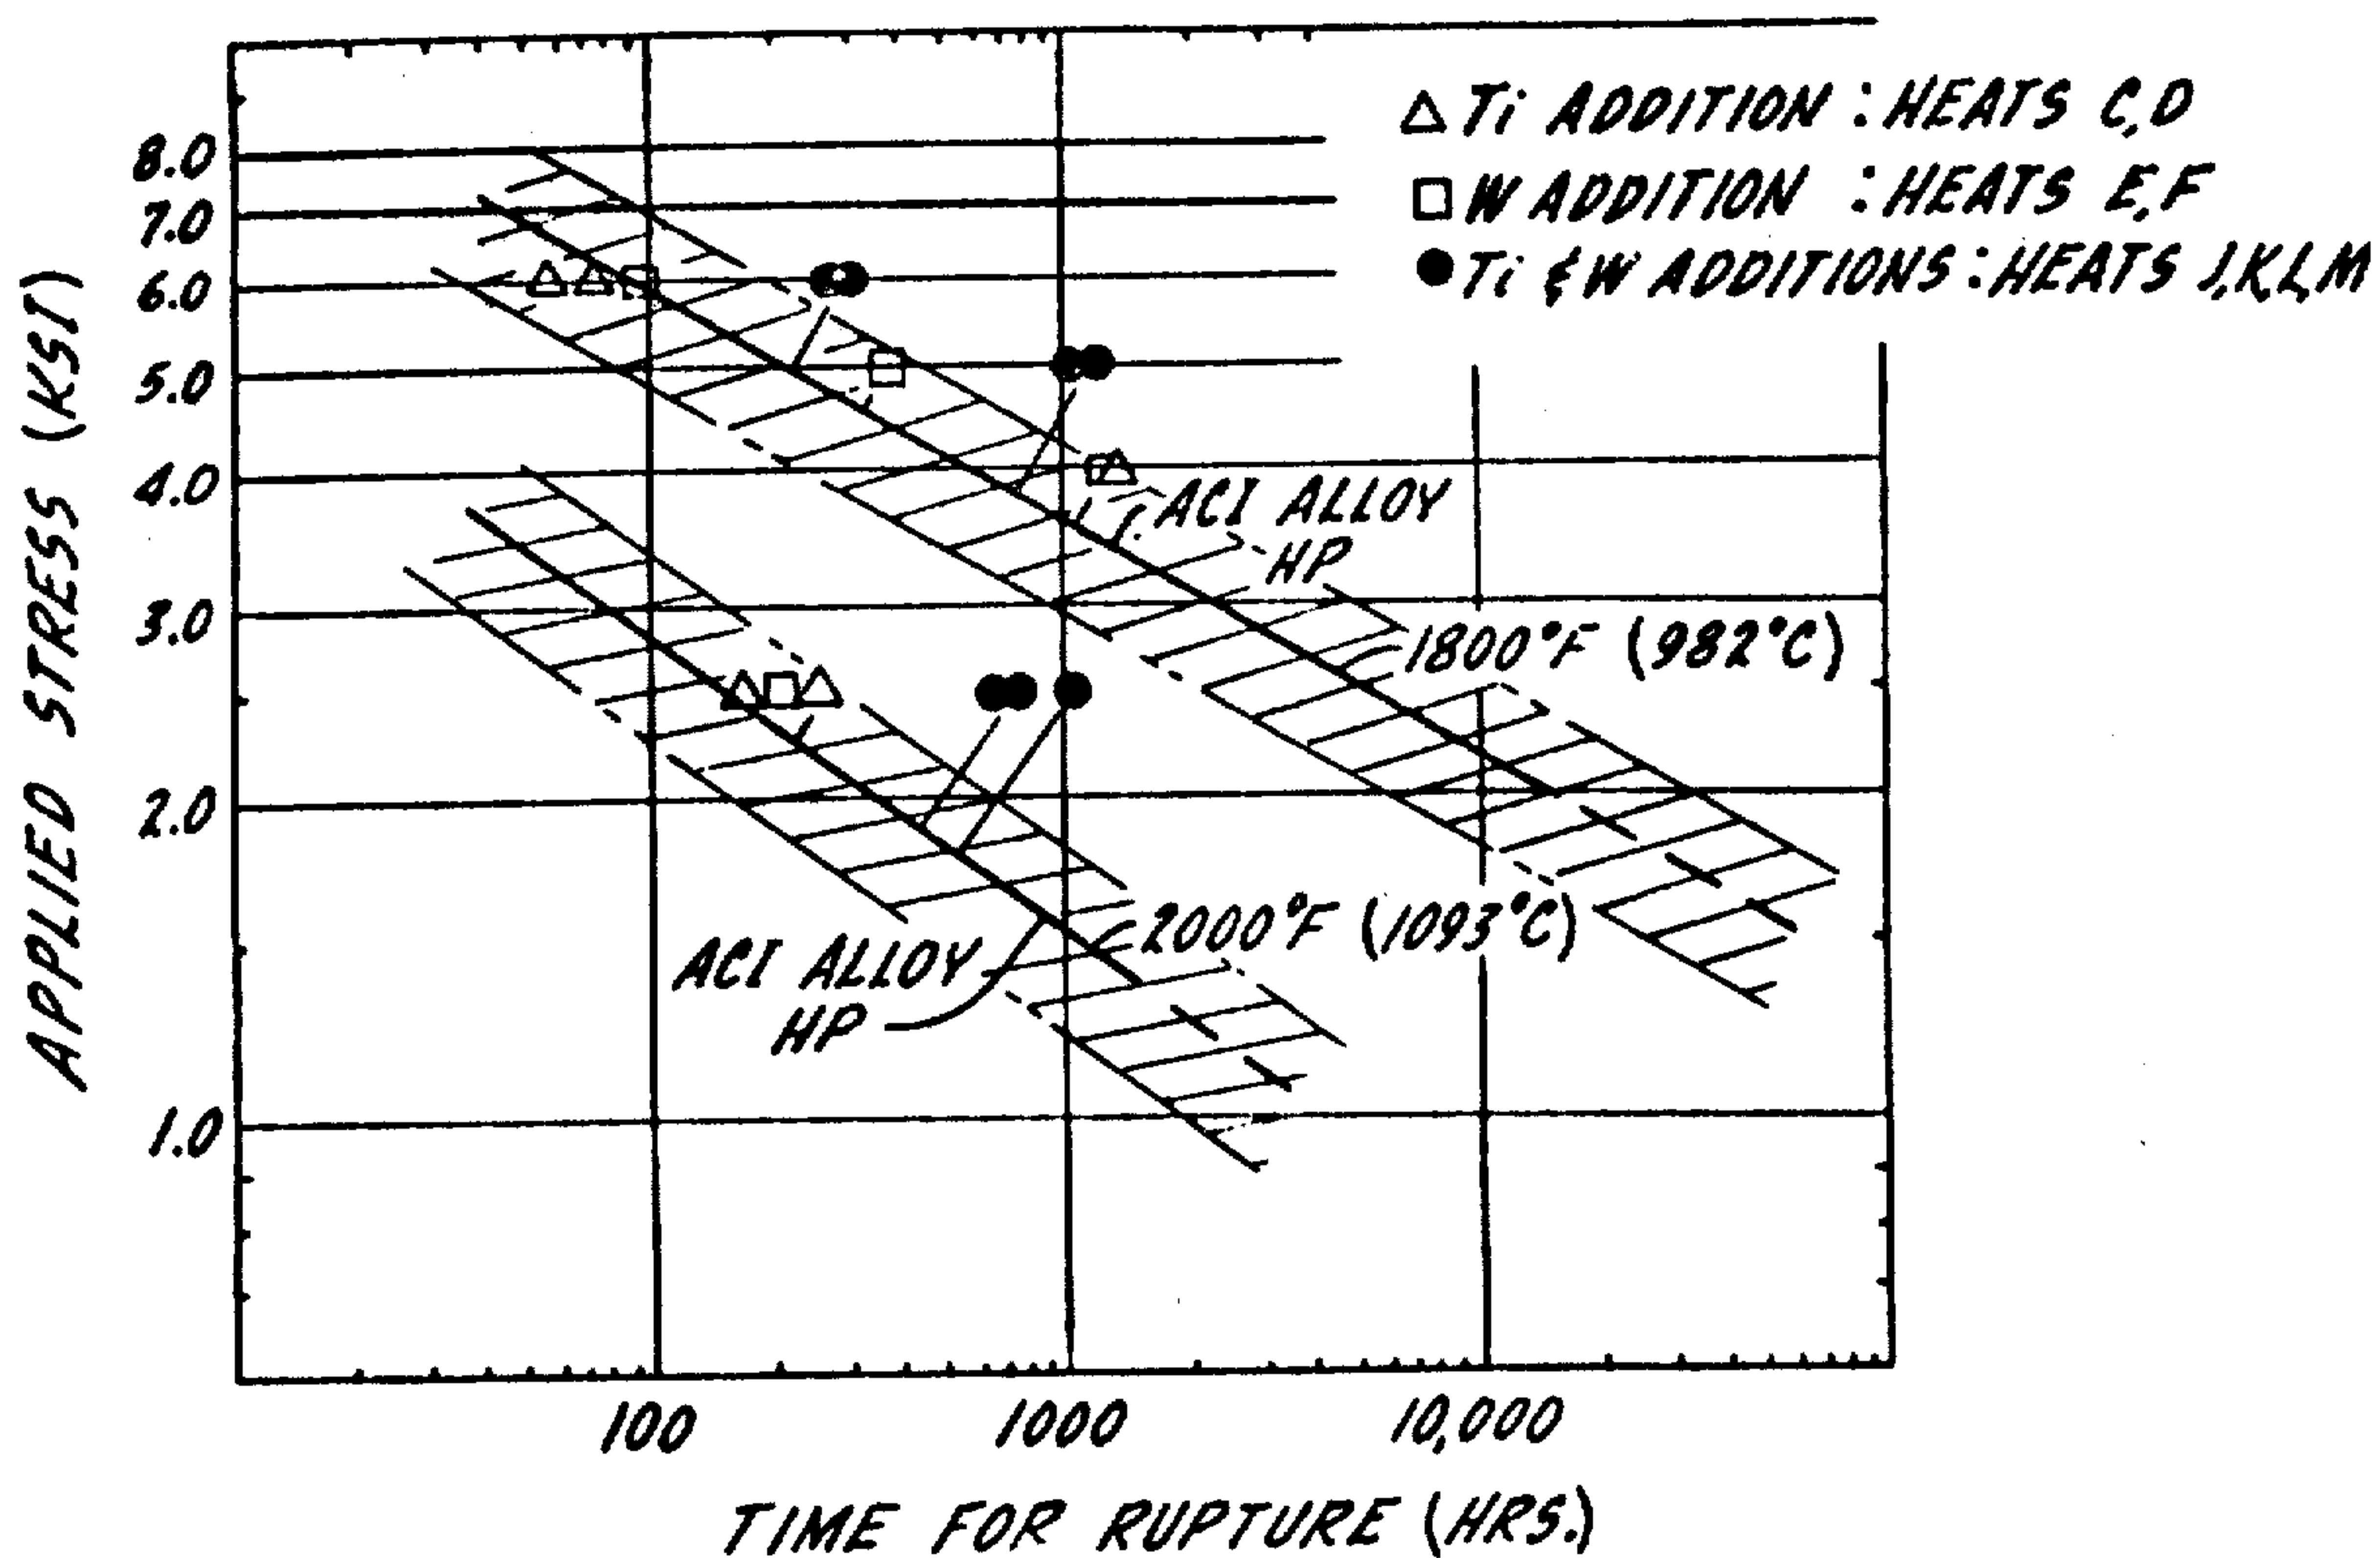 △ Ti ADDITION : HEATS C,D
□ W ADDITION : HEATS E,F
● Ti & W ADDITIONS : HEATS J,K,L,M
APPLIED STRESS (KSI)
8.0
7.0
6.0
5.0
4.0
3.0
2.0
1.0
ACI ALLOY
HP
1800°F (982°C)
2000°F (1093°C)
ACI ALLOY
HP
100
1000
10,000
TIME FOR RUPTURE (HRS.)